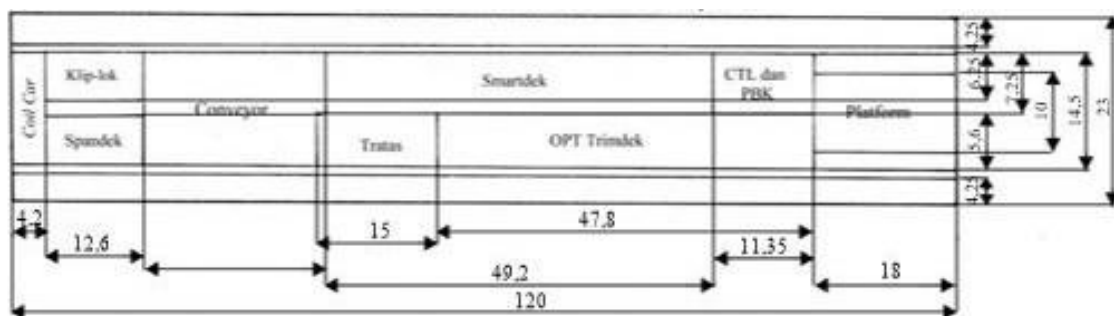 Klip-lok
Smartdek
CTL dan
PBK
Coil Car
Conveyor
Platform
Spandek
Tratas
OPT Trimdek
4,25
6,25
7,25
10
14,5
23
5,6
4,25
4,2
12,6
15
47,8
11,35
49,2
18
120